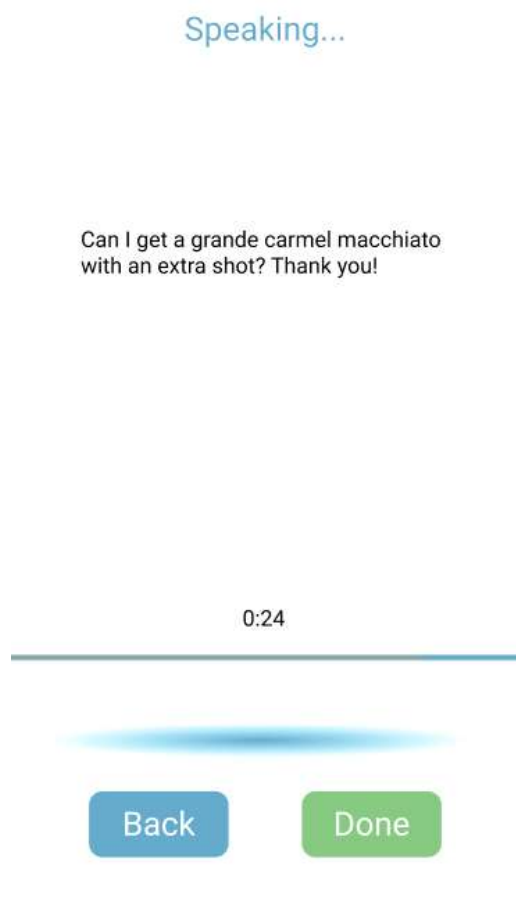 Speaking...
Can I get a grande carmel macchiato
with an extra shot? Thank you!
0:24
Back
Done